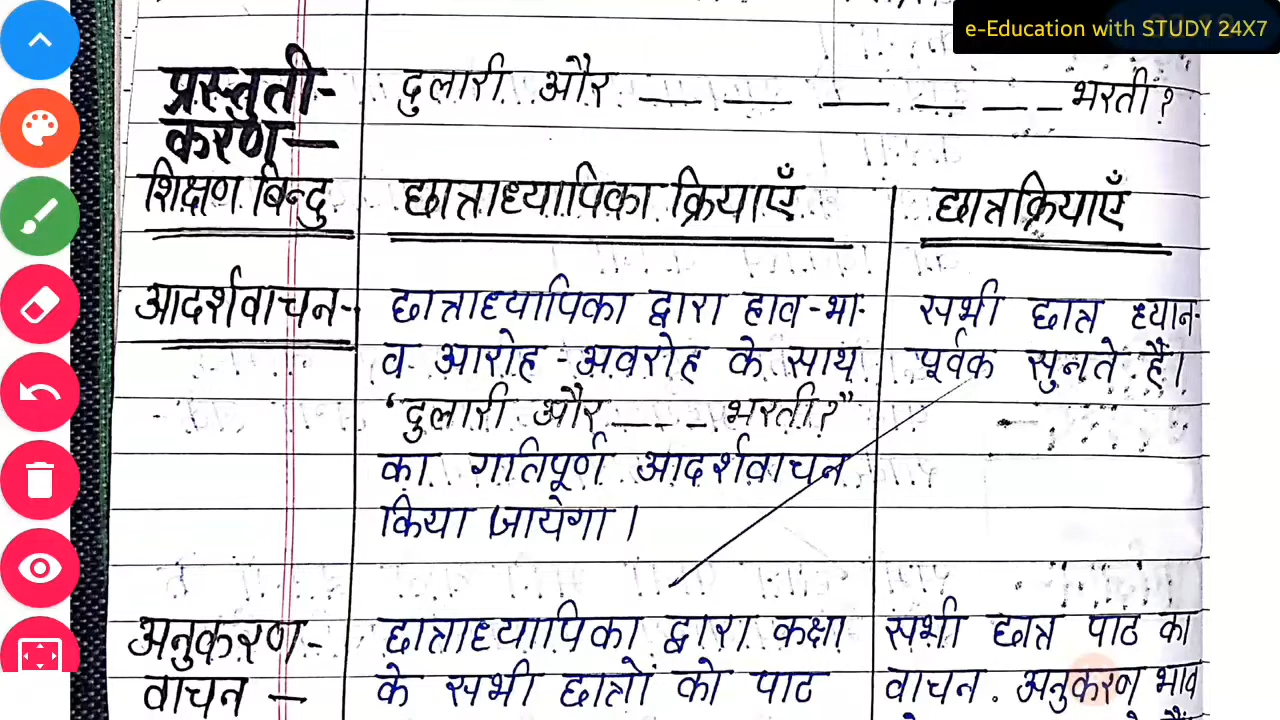 e-Education with STUDY 24X7
प्रस्तुती- दुलारी और — — — — — भरती?
करण —
शिक्षण बिन्दु छात्राध्यापिका क्रियाएँ छात्रक्रियाएँ
आदर्शवाचन- छात्राध्यापिका द्वारा हाव-भा- सभी छात्र ध्यान-
व आरोह-अवरोह के साथ पूर्वक सुनते हैं।
"दुलारी और — — — भरती?"
का गतिपूर्ण आदर्शवाचन
किया जायेगा।
अनुकरण- छात्राध्यापिका द्वारा कक्षा सभी छात्र पाठ का
वाचन — के सभी छात्रों को पाठ वाचन अनुकरण भाव